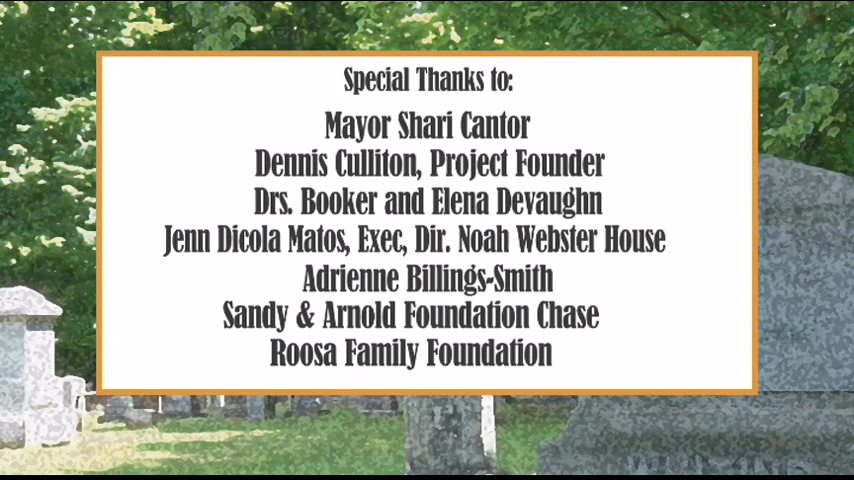 Special Thanks to:
Mayor Shari Cantor
Dennis Culliton, Project Founder
Drs. Booker and Elena Devaughn
Jenn Dicola Matos, Exec, Dir. Noah Webster House
Adrienne Billings-Smith
Sandy & Arnold Foundation Chase
Roosa Family Foundation